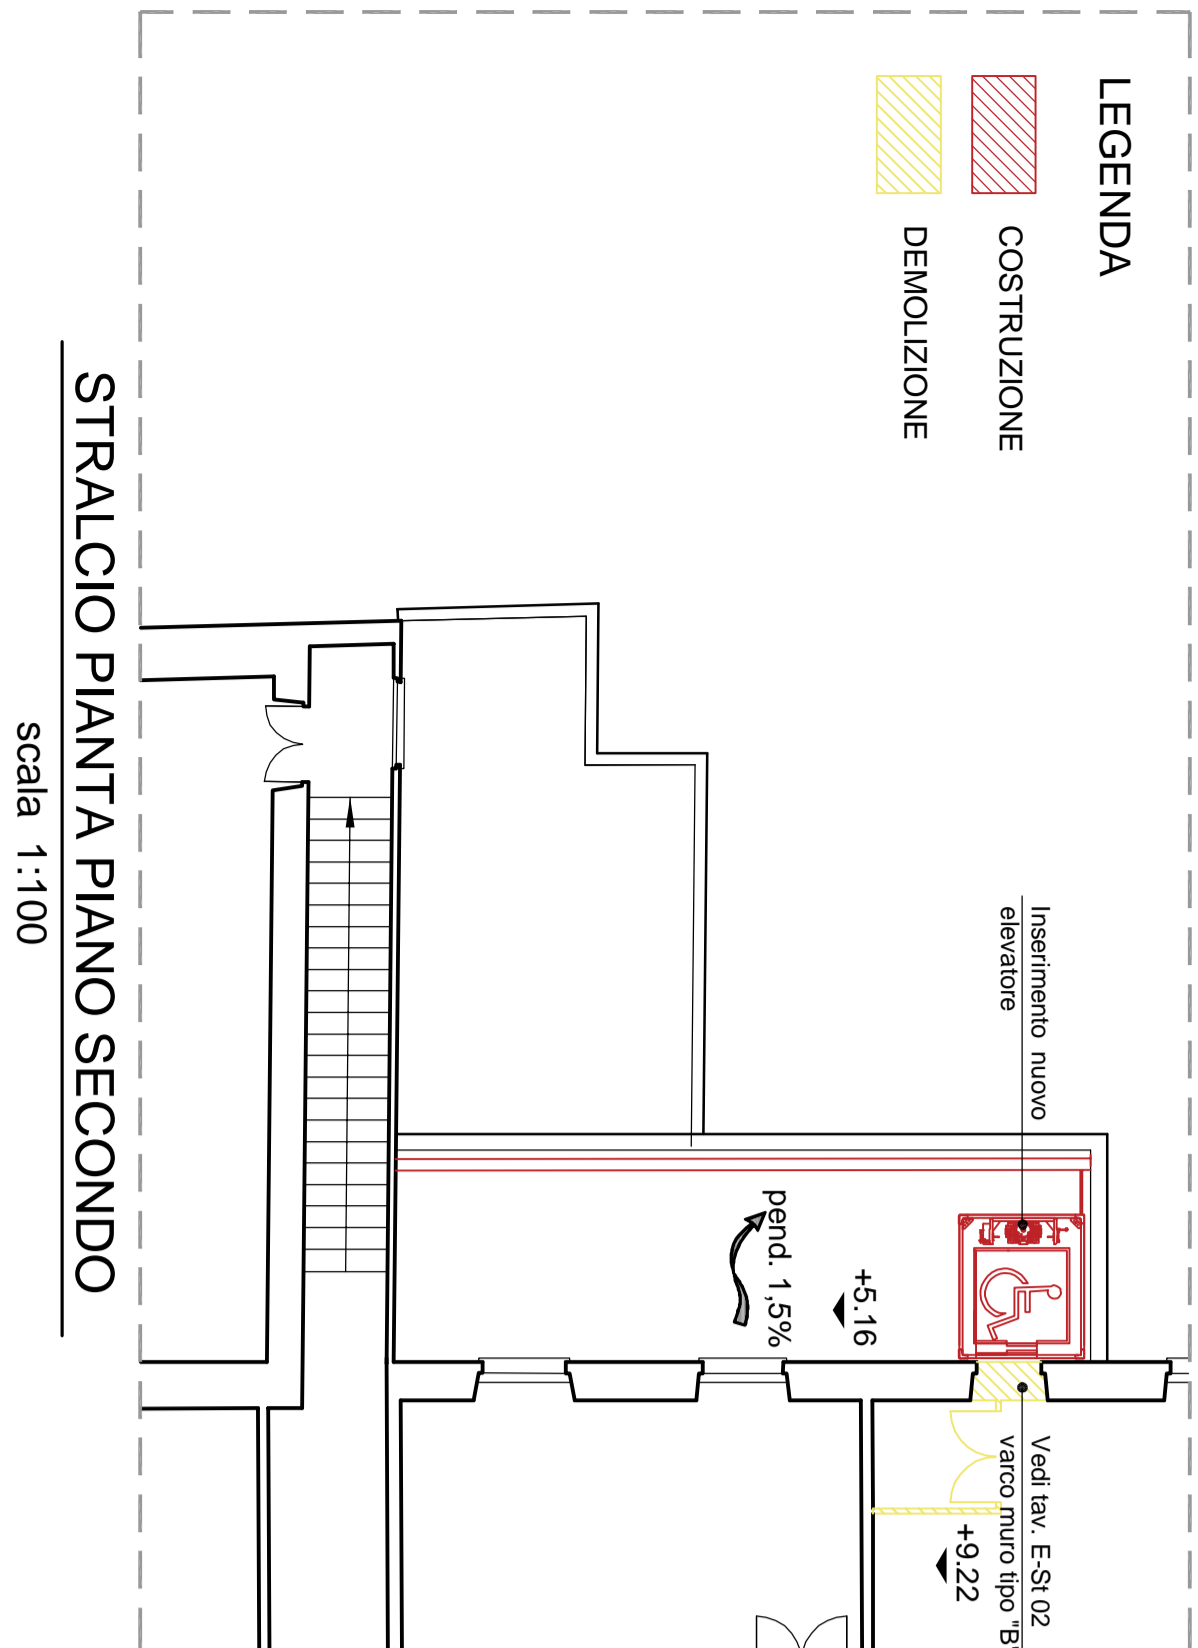 LEGENDA
COSTRUZIONE
DEMOLIZIONE
Inserimento nuovo
elevatore
Vedi tav. E-St 02
varco muro tipo "B"
+9.22
+5.16
pend. 1,5%
STRALCIO PIANTA PIANO SECONDO
scala 1:100